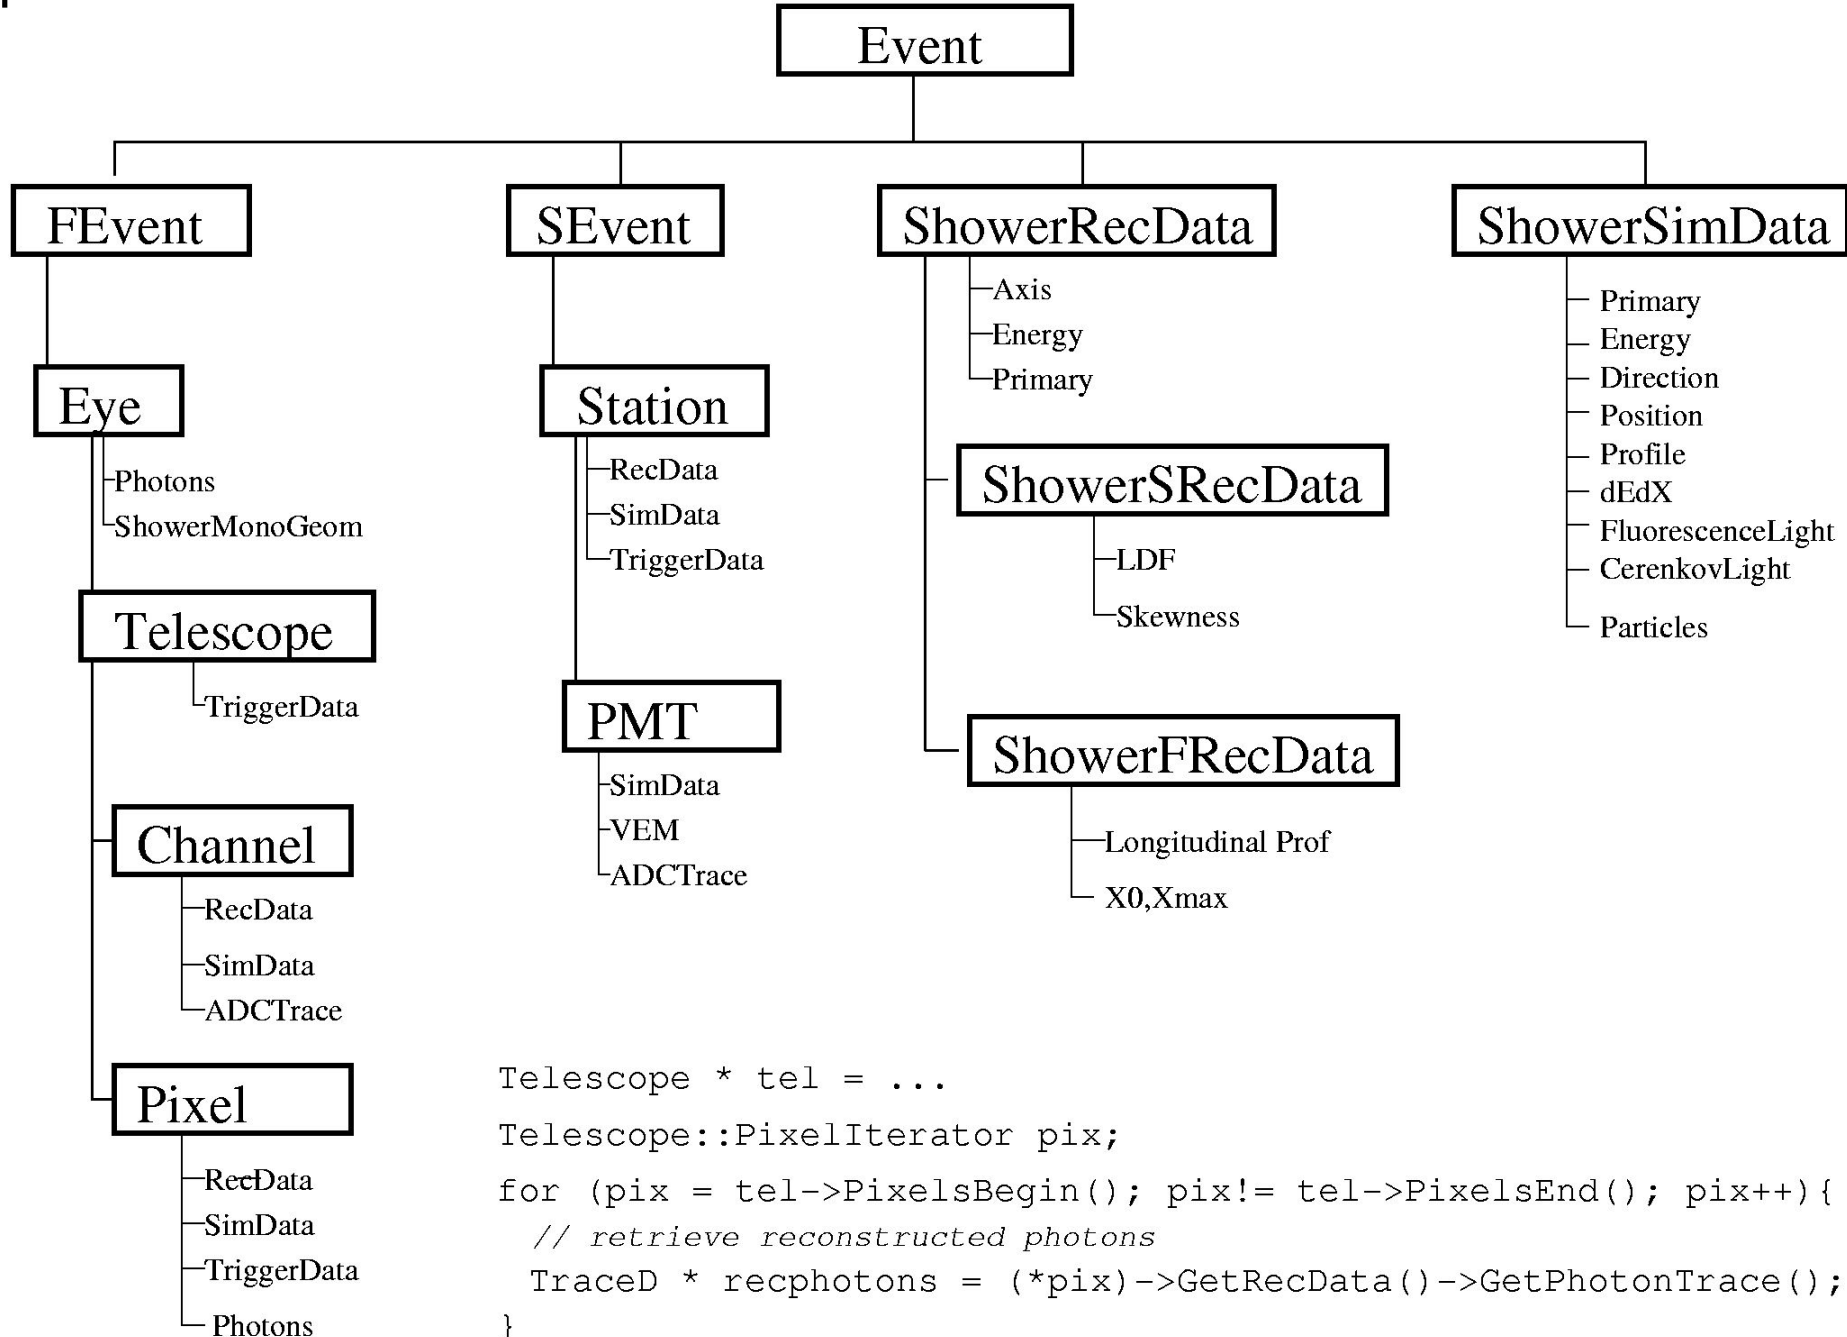 Event
FEvent
SEvent
ShowerRecData
ShowerSimData
Eye
Photons
ShowerMonoGeom
Telescope
TriggerData
Channel
RecData
SimData
ADCTrace
Pixel
RecData
SimData
TriggerData
Photons
Station
RecData
SimData
TriggerData
PMT
SimData
VEM
ADCTrace
Axis
Energy
Primary
ShowerSRecData
LDF
Skewness
ShowerFRecData
Longitudinal Prof
X0,Xmax
Primary
Energy
Direction
Position
Profile
dEdX
FluorescenceLight
CerenkovLight
Particles
Telescope * tel = ...
Telescope::PixelIterator pix;
for (pix = tel->PixelsBegin(); pix!= tel->PixelsEnd(); pix++){
// retrieve reconstructed photons
TraceD * recphotons = (*pix)->GetRecData()->GetPhotonTrace();
}